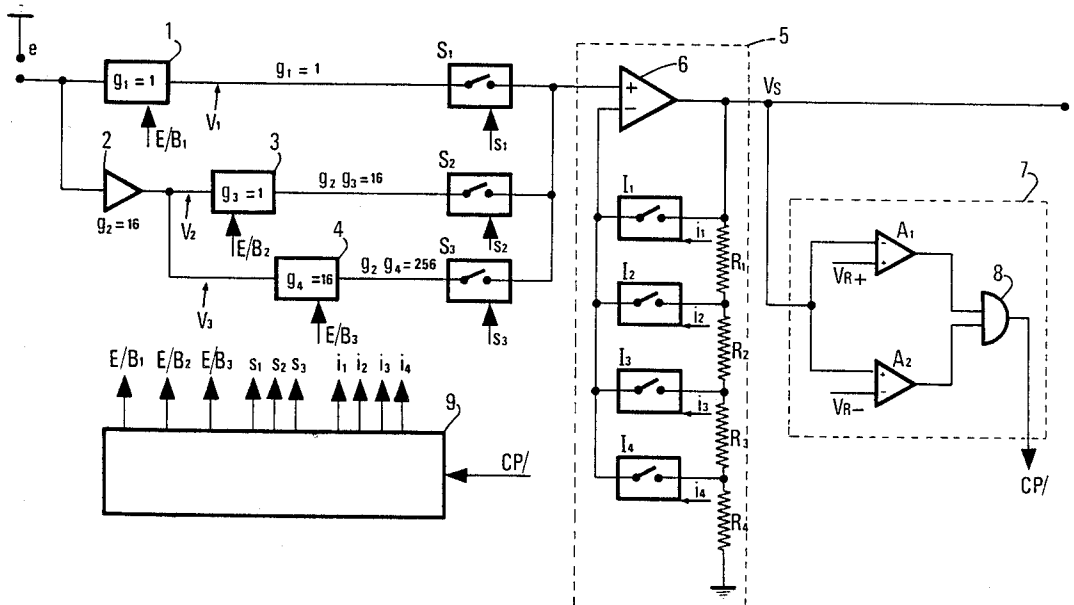 1
5
e
g₁ = 1
g₁ = 1
S₁
6
V₁
E/B₁
s₁
Vs
2
3
S₂
7
g₃ = 1
g₂ g₃ = 16
I₁
i₁
R₁
A₁
VR+
8
g₂ = 16
V₂
E/B₂
s₂
4
g₄ = 16
g₂ g₄ = 256
S₃
I₂
i₂
R₂
A₂
VR−
V₃
E/B₃
s₃
E/B₁ E/B₂ E/B₃ s₁ s₂ s₃ i₁ i₂ i₃ i₄
9
I₃
i₃
R₃
CP/
I₄
i₄
R₄
CP/
+
−
-
+
+
-